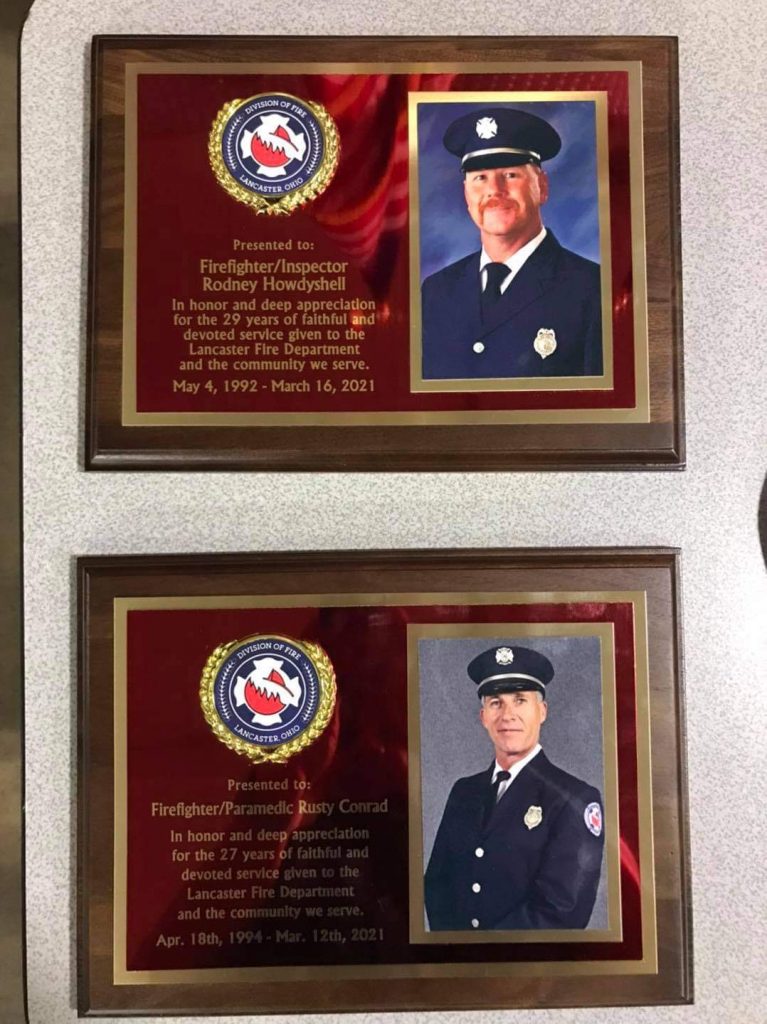 DIVISION OF FIRE
LANCASTER, OHIO
Presented to:
Firefighter/Inspector
Rodney Howdyshell
In honor and deep appreciation
for the 29 years of faithful and
devoted service given to the
Lancaster Fire Department
and the community we serve.
May 4, 1992 - March 16, 2021
DIVISION OF FIRE
LANCASTER, OHIO
Presented to:
Firefighter/Paramedic Rusty Conrad
In honor and deep appreciation
for the 27 years of faithful and
devoted service given to the
Lancaster Fire Department
and the community we serve.
Apr. 18th, 1994 - Mar. 12th, 2021